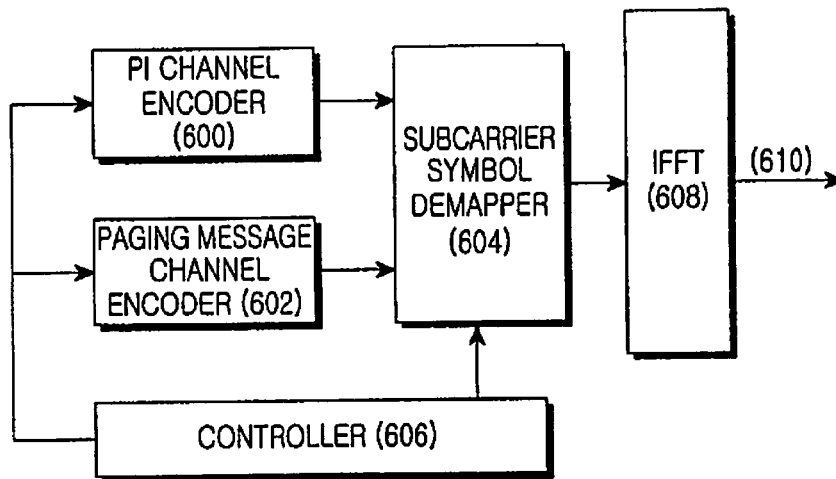 PI CHANNEL
ENCODER
(600)
PAGING MESSAGE
CHANNEL
ENCODER (602)
SUBCARRIER
SYMBOL
DEMAPPER
(604)
IFFT
(608)
(610)
CONTROLLER (606)